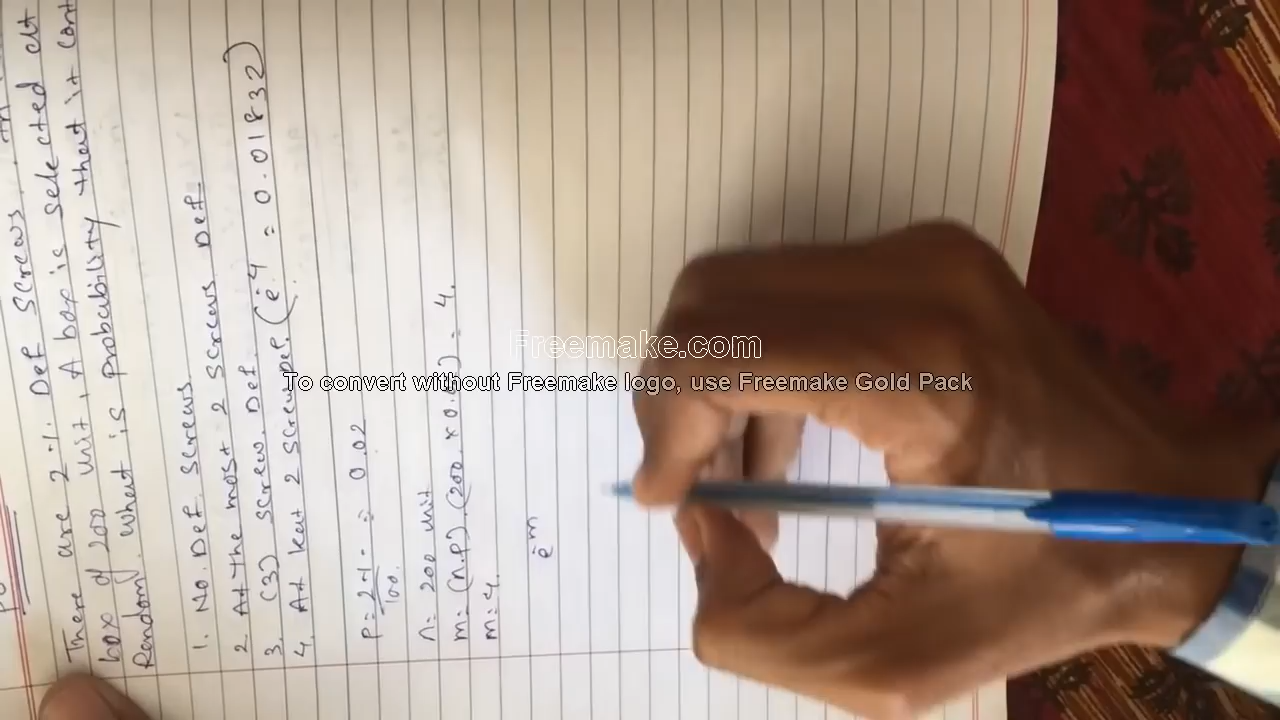 There are 2%. Def Screws in
box of 200 unit, A box is selected at
Random. What is Probability that it cont
1. No. Def Screws
2. At the most 2 Screws Def
3. (3) Screw. Def.
4. At least 2 Screw Def. (e⁻⁴ = 0.01832)
P = 2%/100 = 0.02
n = 200 unit
m = (n.p) . (200. x 0.02) = 4.
m = 4.
e⁻ᵐ
Freemake.com
To convert without Freemake logo, use Freemake Gold Pack